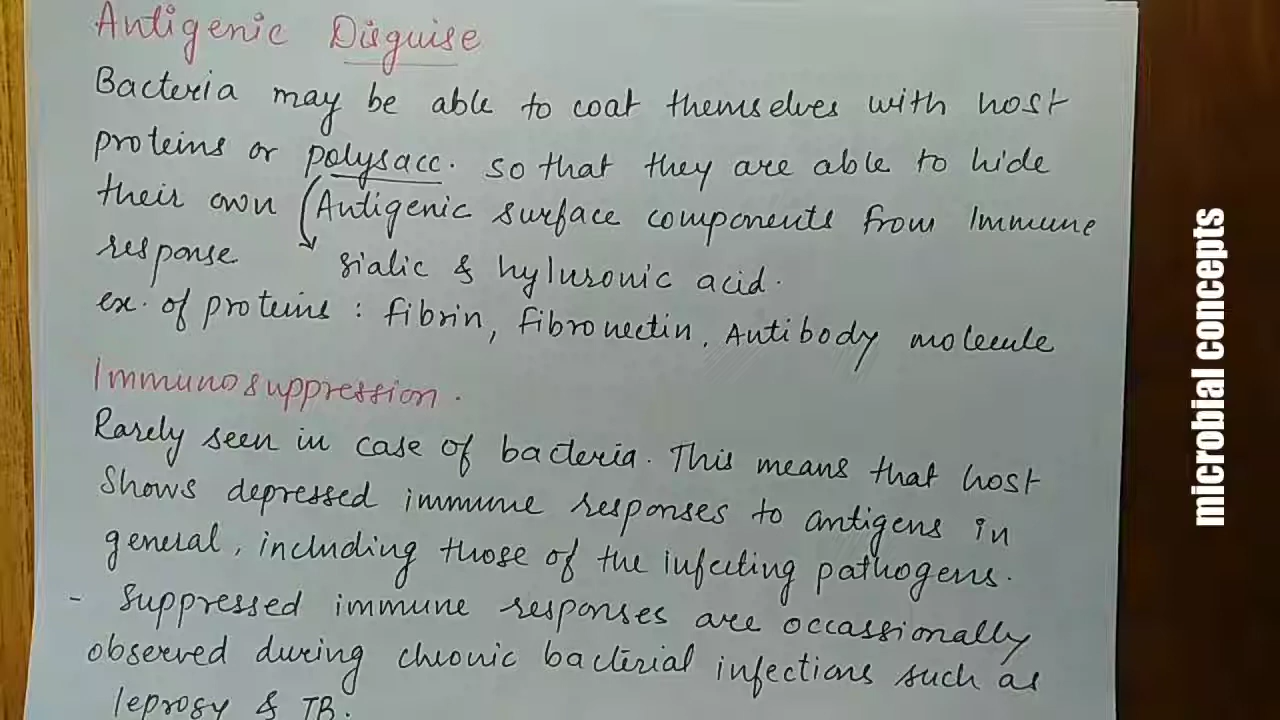 Antigenic Disguise
Bacteria may be able to coat themselves with host
proteins or polysacc. so that they are able to hide
their own Antigenic surface components from Immune
response sialic & hylusonic acid.
ex. of proteins : fibrin, fibronectin, Antibody molecule
Immunosuppression.
Rarely seen in case of bacteria. This means that host
shows depressed immune responses to antigens in
general, including those of the infecting pathogens.
- Suppressed immune responses are occassionally
observed during chronic bacterial infections such as
leprosy & TB.
microbial concepts